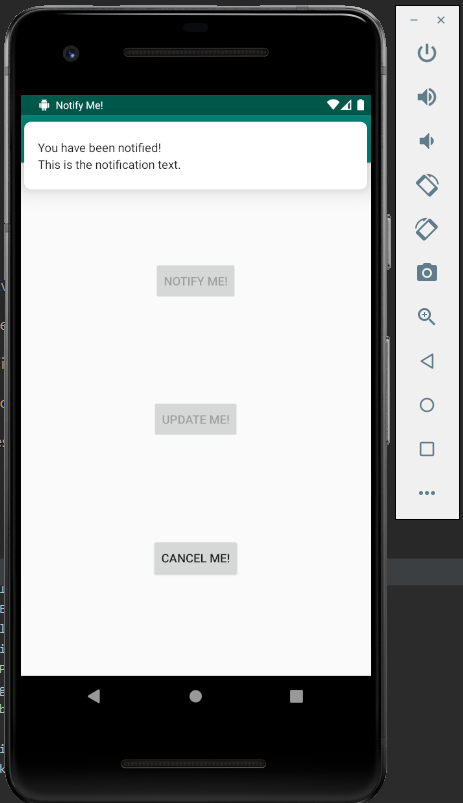 Notify Me!
You have been notified!
This is the notification text.
NOTIFY ME!
UPDATE ME!
CANCEL ME!